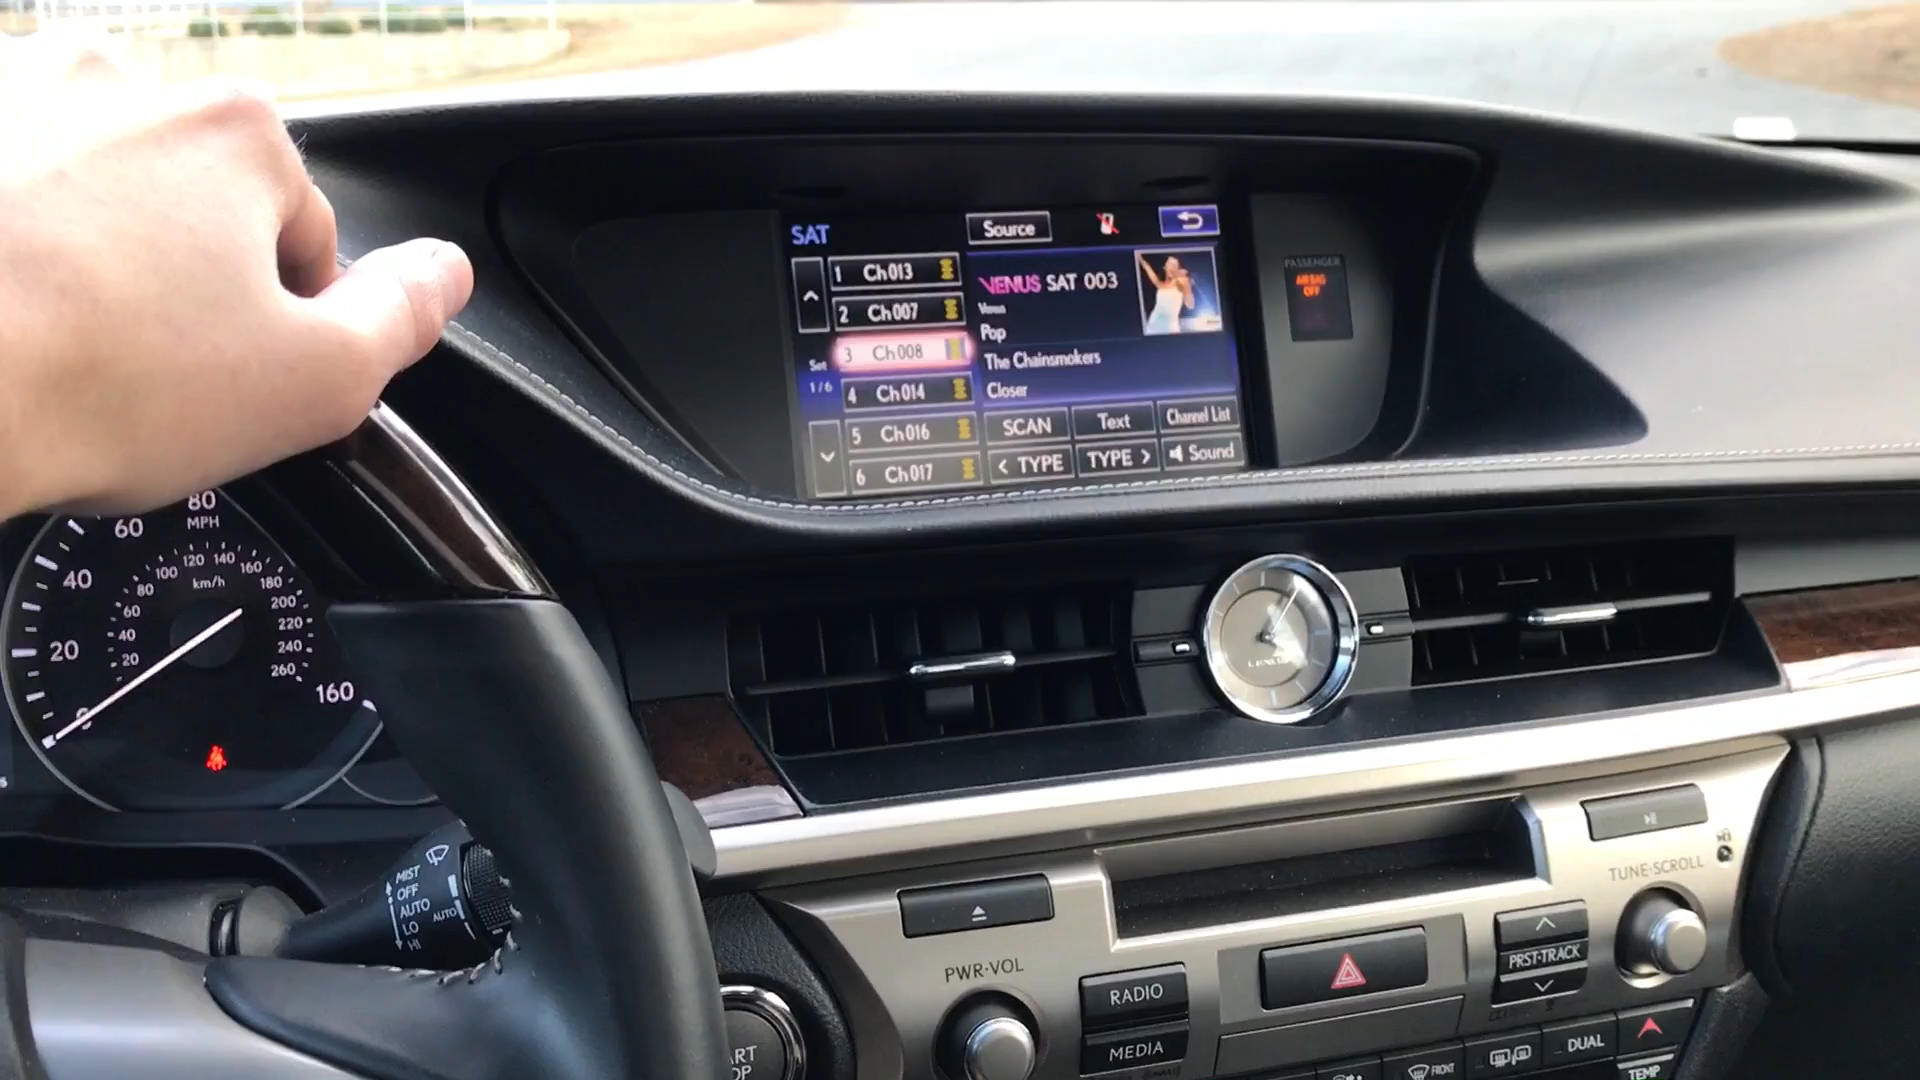 SAT
Source
1 Ch013
2 Ch007
3 Ch008
4 Ch014
5 Ch016
6 Ch017
Set
1/6
VENUS SAT 003
Venus
Pop
The Chainsmokers
Closer
SCAN
Text
Channel List
< TYPE
TYPE >
Sound
PASSENGER
AIRBAG
OFF
80
MPH
60
40
20
0
160
120 140
100 160
80 km/h 180
60 200
40 220
20 240
260
LEXUS
MIST
OFF
AUTO
LO
HI
AUTO
PWR·VOL
RADIO
MEDIA
TUNE·SCROLL
PRST·TRACK
DUAL
FRONT
TEMP